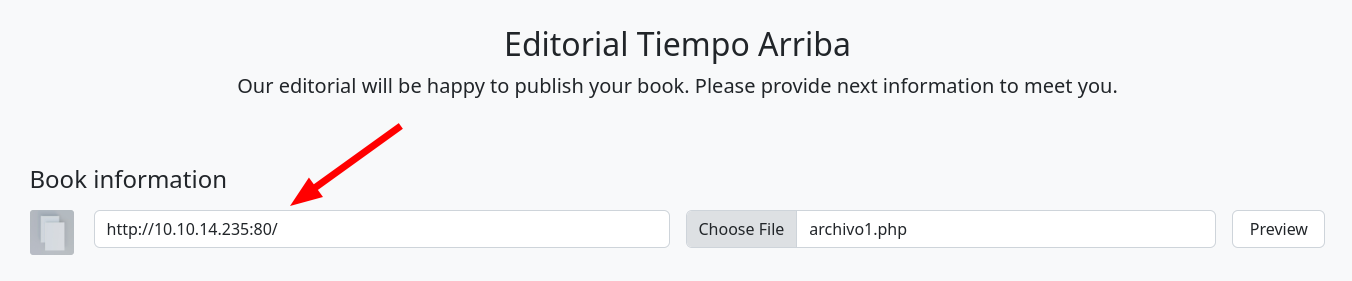 Editorial Tiempo Arriba
Our editorial will be happy to publish your book. Please provide next information to meet you.
Book information
http://10.10.14.235:80/ Choose File archivo1.php Preview